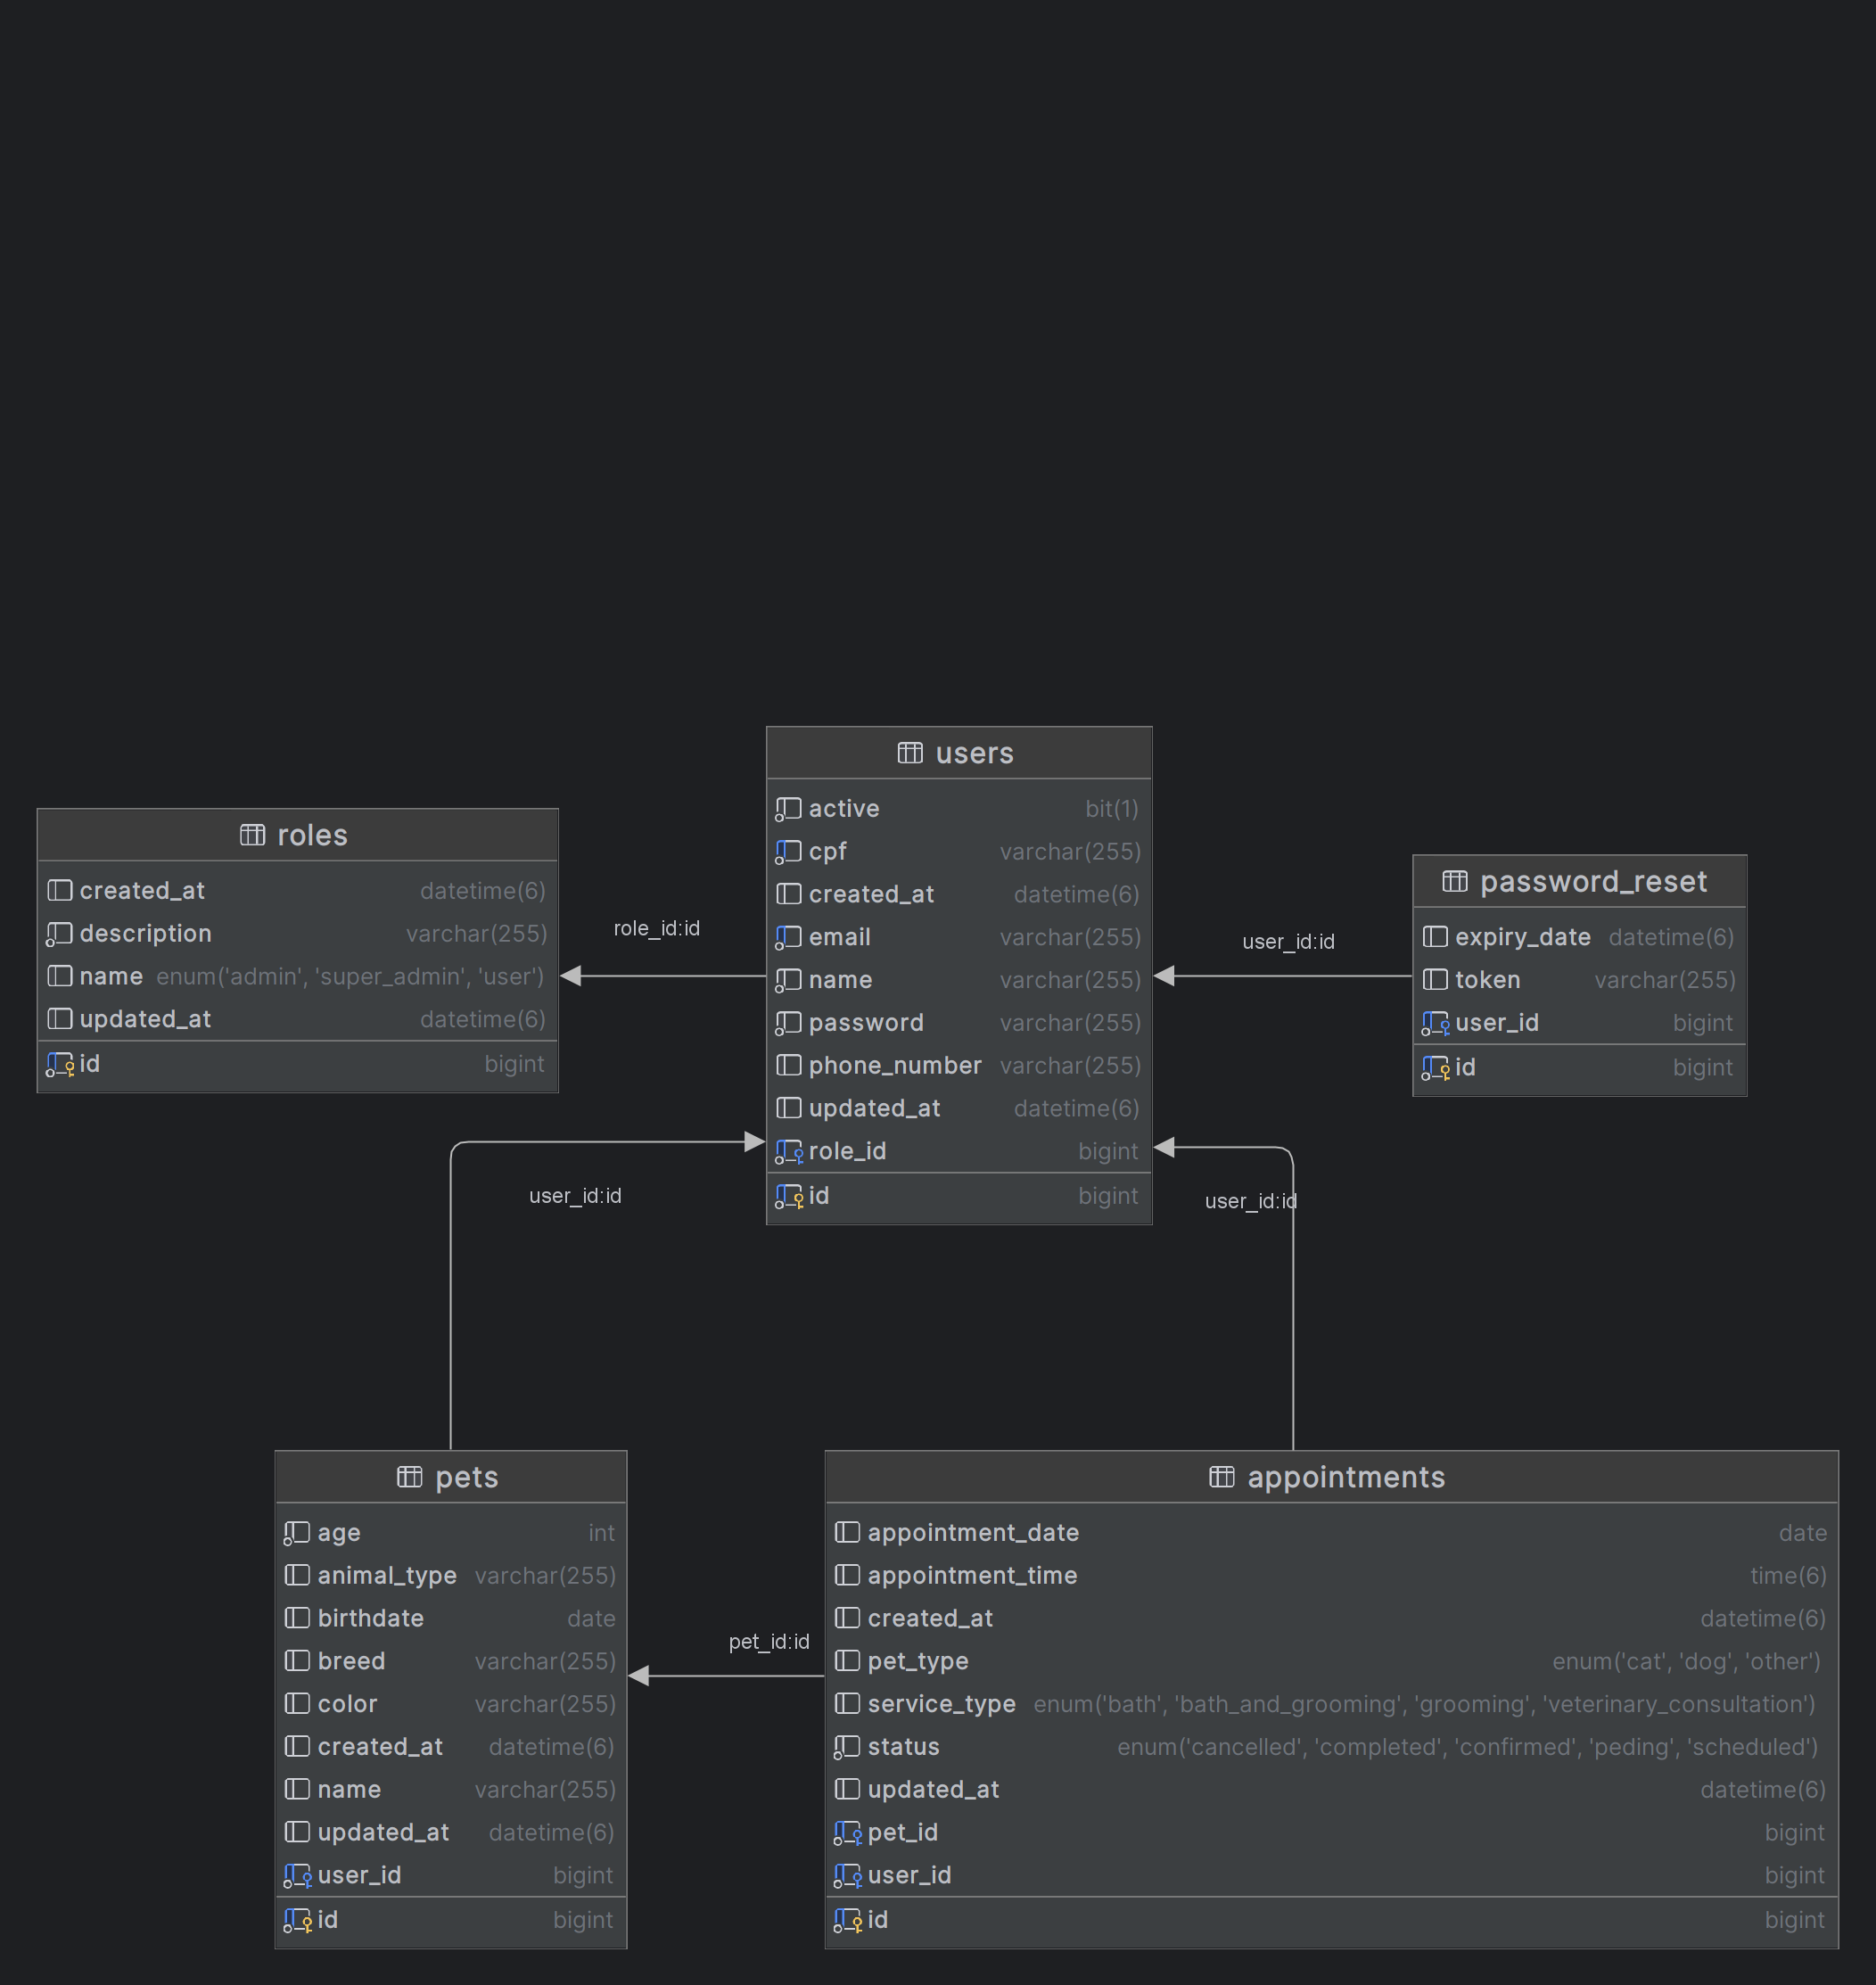 users
active bit(1)
cpf varchar(255)
created_at datetime(6)
email varchar(255)
name varchar(255)
password varchar(255)
phone_number varchar(255)
updated_at datetime(6)
role_id bigint
id bigint
roles
created_at datetime(6)
description varchar(255)
name enum('admin', 'super_admin', 'user')
updated_at datetime(6)
id bigint
role_id:id
password_reset
expiry_date datetime(6)
token varchar(255)
user_id bigint
id bigint
user_id:id
user_id:id
user_id:id
pets
age int
animal_type varchar(255)
birthdate date
breed varchar(255)
color varchar(255)
created_at datetime(6)
name varchar(255)
updated_at datetime(6)
user_id bigint
id bigint
pet_id:id
appointments
appointment_date date
appointment_time time(6)
created_at datetime(6)
pet_type enum('cat', 'dog', 'other')
service_type enum('bath', 'bath_and_grooming', 'grooming', 'veterinary_consultation')
status enum('cancelled', 'completed', 'confirmed', 'peding', 'scheduled')
updated_at datetime(6)
pet_id bigint
user_id bigint
id bigint